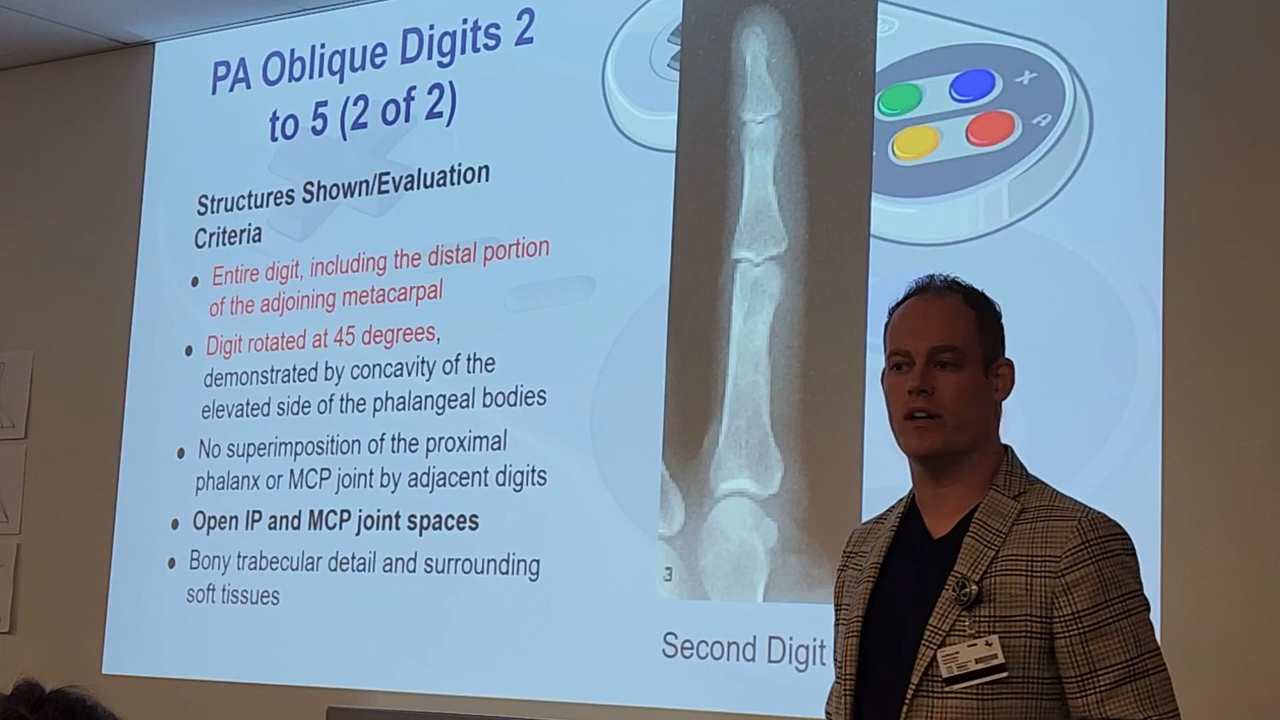 PA Oblique Digits 2
to 5 (2 of 2)
Structures Shown/Evaluation
Criteria
• Entire digit, including the distal portion
of the adjoining metacarpal
• Digit rotated at 45 degrees,
demonstrated by concavity of the
elevated side of the phalangeal bodies
• No superimposition of the proximal
phalanx or MCP joint by adjacent digits
• Open IP and MCP joint spaces
• Bony trabecular detail and surrounding
soft tissues
X
A
3
Second Digit